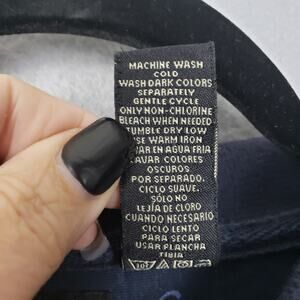 MACHINE WASH
COLD
WASH DARK COLORS
SEPARATELY
GENTLE CYCLE
ONLY NON-CHLORINE
BLEACH WHEN NEEDED
TUMBLE DRY LOW
USE WARM IRON
LAVAR EN AGUA FRIA
LAVAR COLORES
OSCUROS
POR SEPARADO.
CICLO SUAVE.
SÓLO NO
LEJÍA DE CLORO
CUANDO NECESARIO
CICLO LENTO
PARA SECAR
USAR PLANCHA
TIBIA